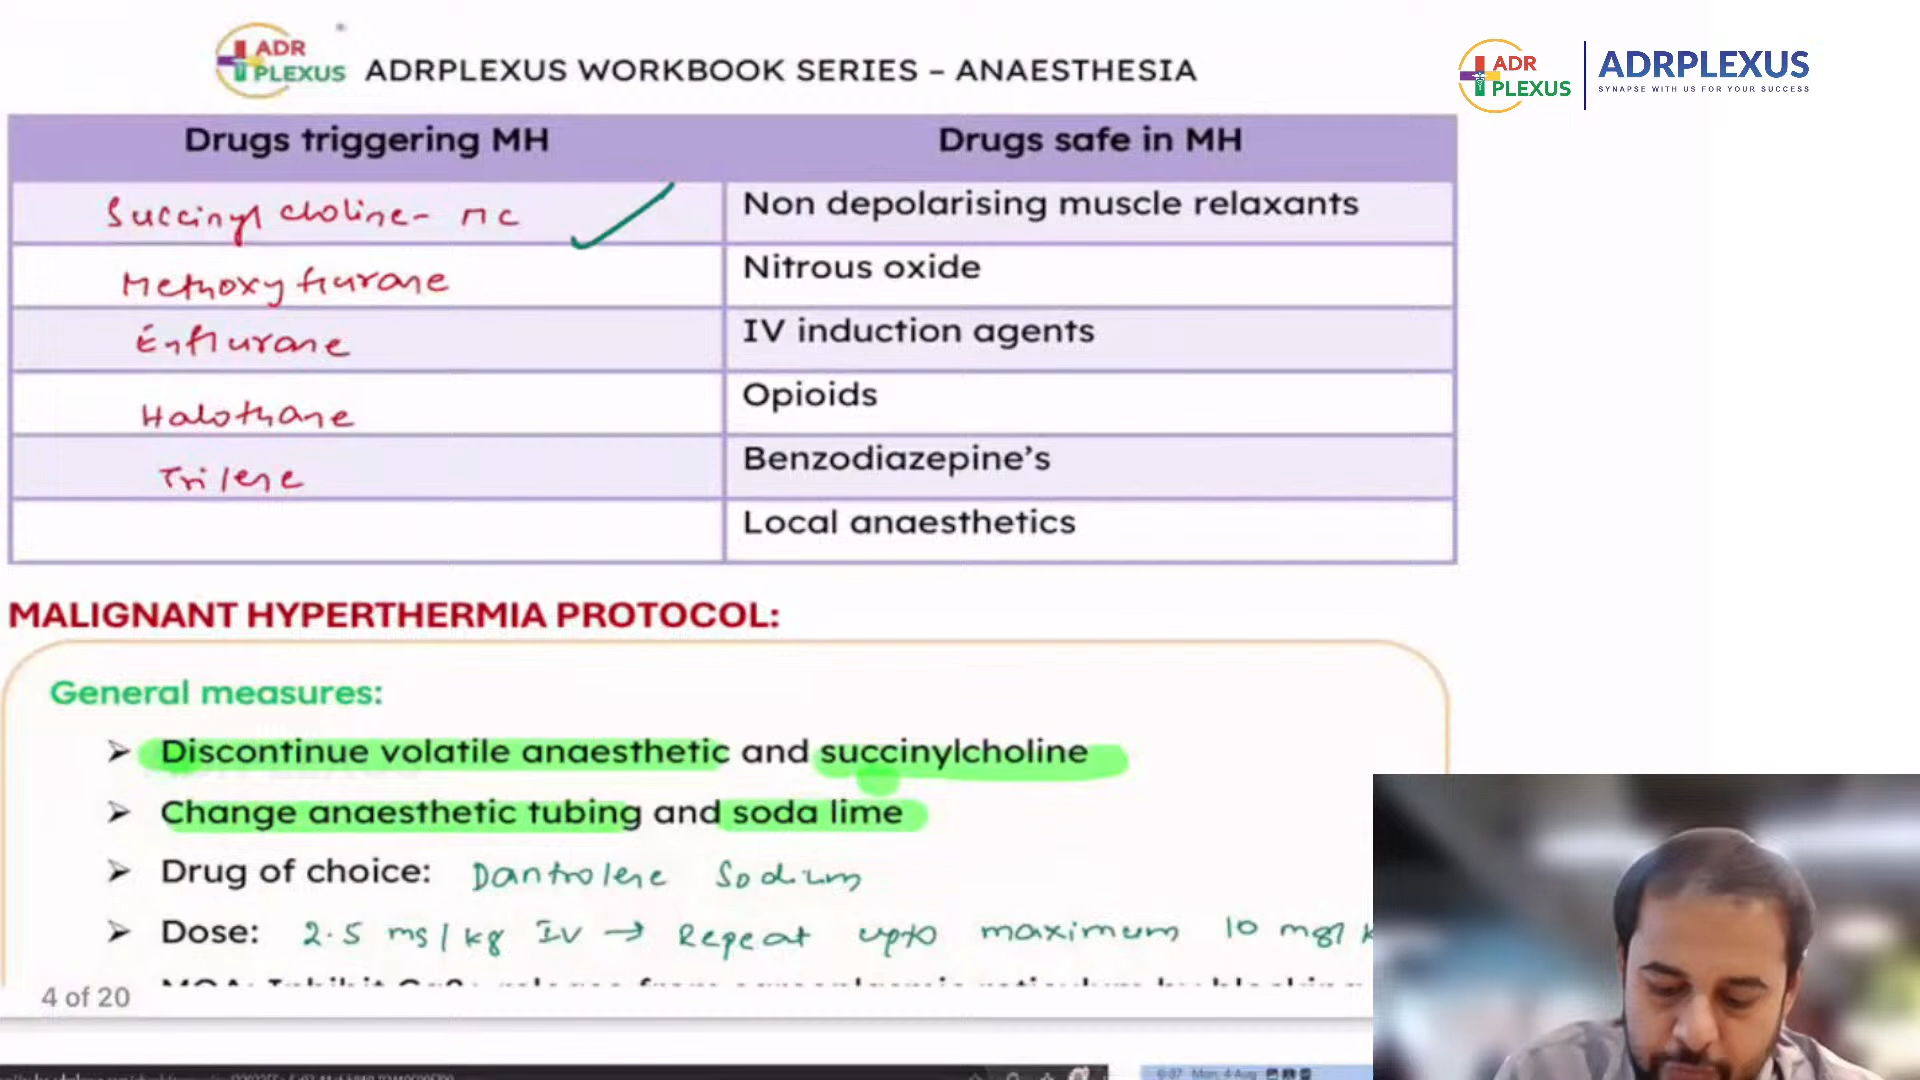 ADR
PLEXUS
ADRPLEXUS WORKBOOK SERIES – ANAESTHESIA
ADR
PLEXUS
ADRPLEXUS
SYNAPSE WITH US FOR YOUR SUCCESS
Drugs triggering MH
Drugs safe in MH
Succinyl choline - MC
Non depolarising muscle relaxants
Methoxy flurane
Nitrous oxide
Enflurane
IV induction agents
Halothane
Opioids
Trilene
Benzodiazepine's
Local anaesthetics
MALIGNANT HYPERTHERMIA PROTOCOL:
General measures:
➢ Discontinue volatile anaesthetic and succinylcholine
➢ Change anaesthetic tubing and soda lime
➢ Drug of choice: Dantrolene Sodium
➢ Dose: 2.5 mg/kg IV → Repeat upto maximum 10 mg/
4 of 20